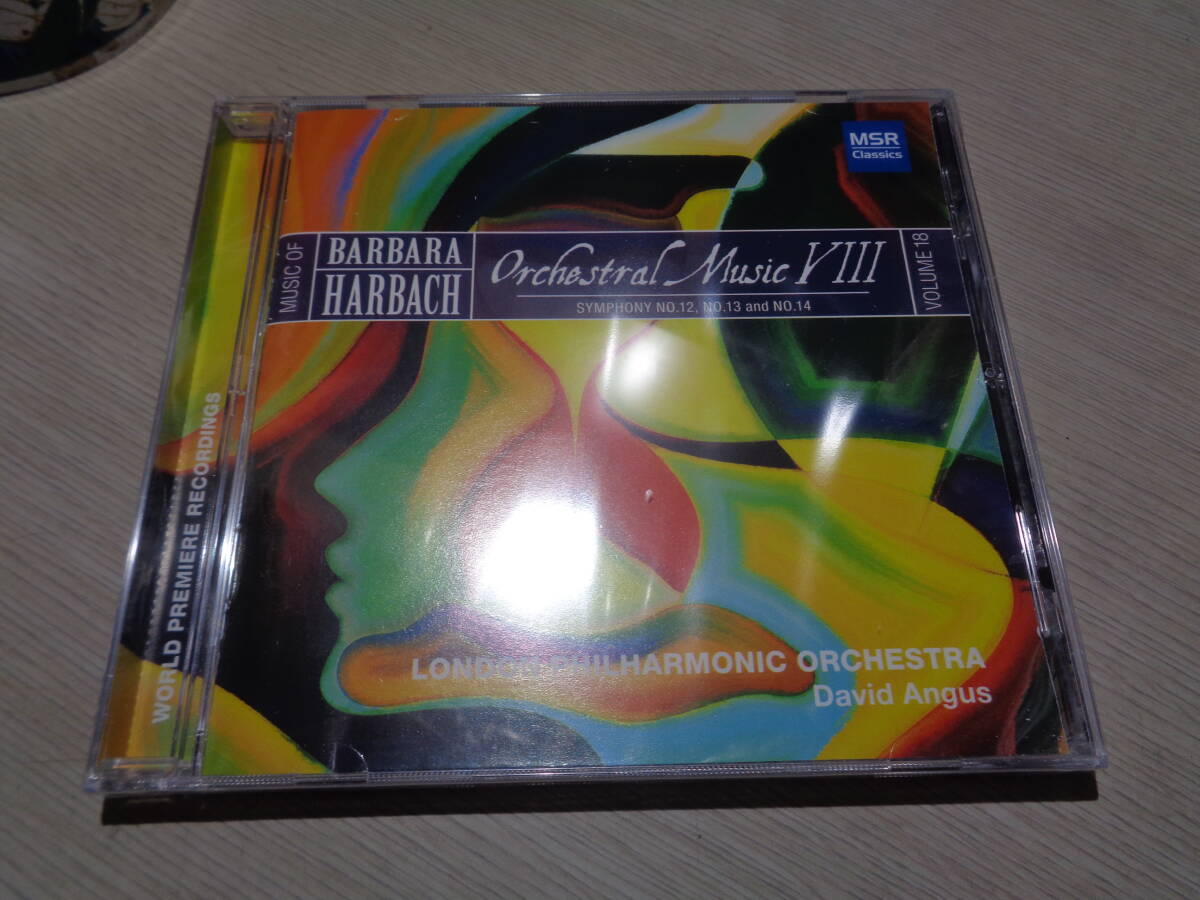 MSR
Classics
MUSIC OF
BARBARA
HARBACH
Orchestral Music VIII
SYMPHONY NO.12, NO.13 and NO.14
VOLUME 18
WORLD PREMIERE RECORDINGS
LONDON PHILHARMONIC ORCHESTRA
David Angus